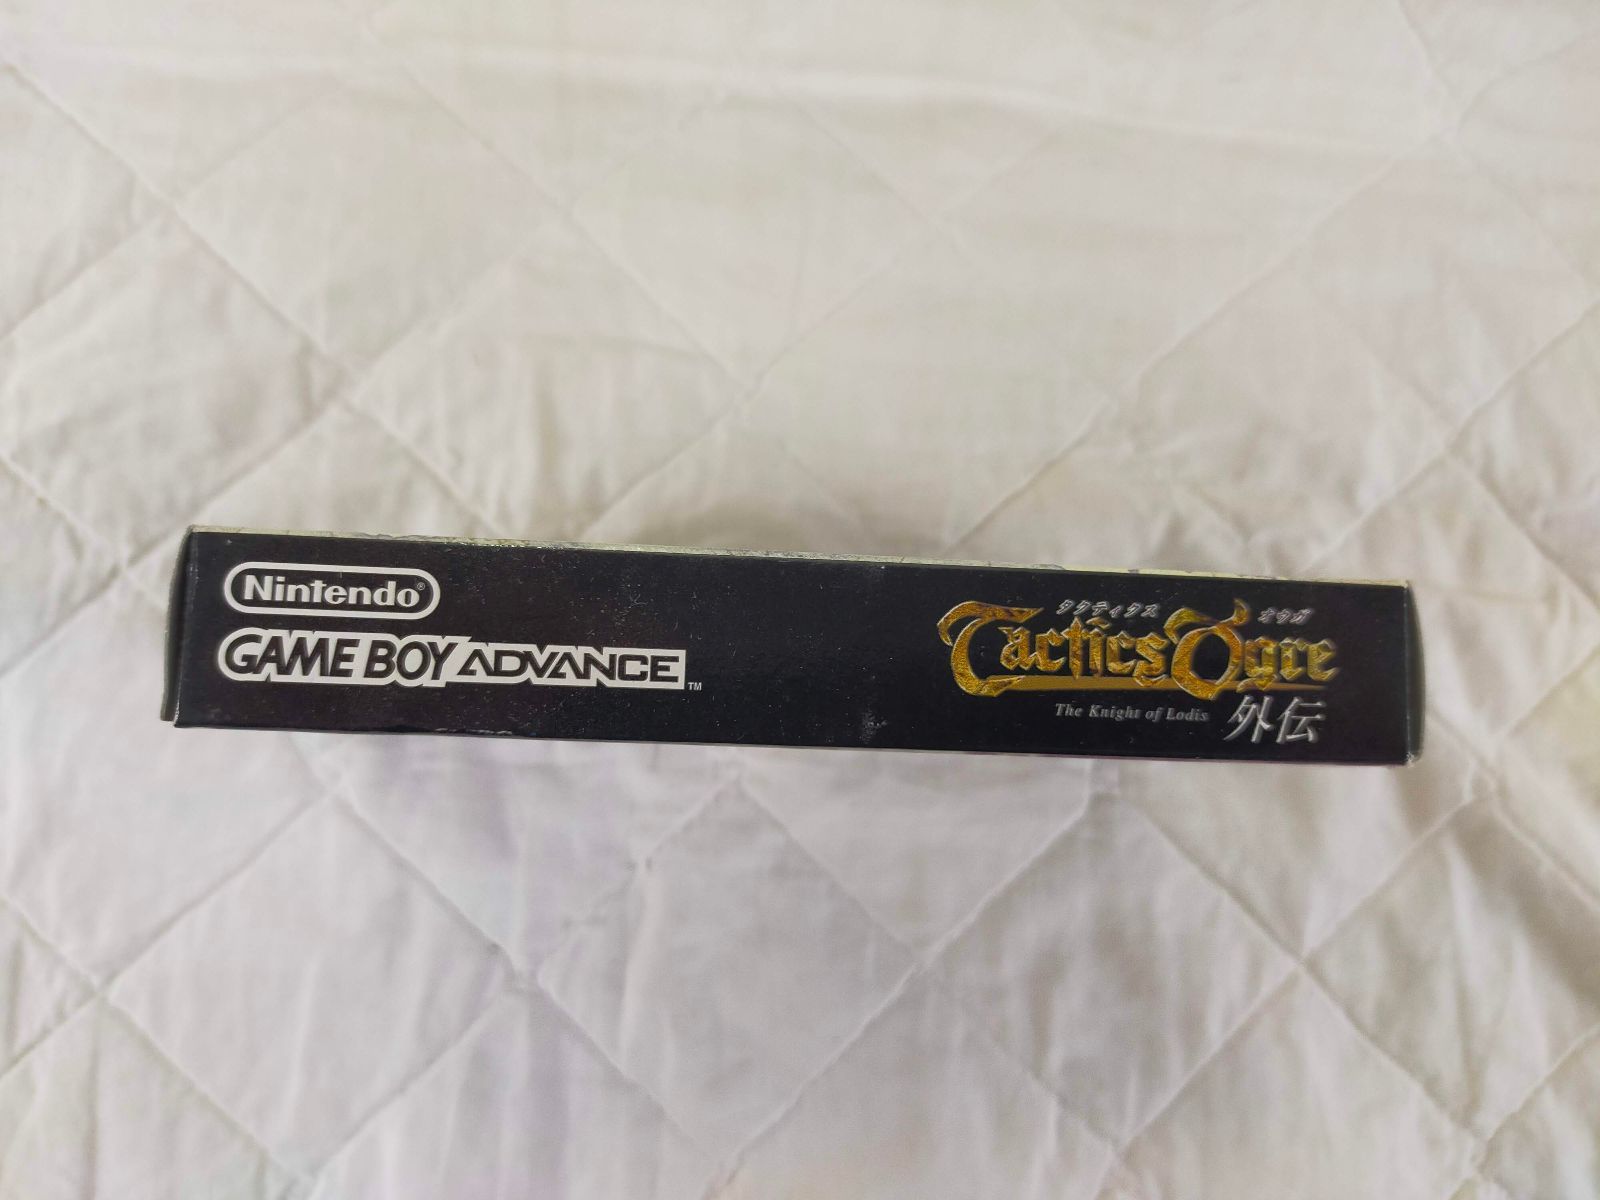 Nintendo®
GAME BOY ADVANCE™
タクティクス オウガ
Tactics Ogre
The Knight of Lodis 外伝